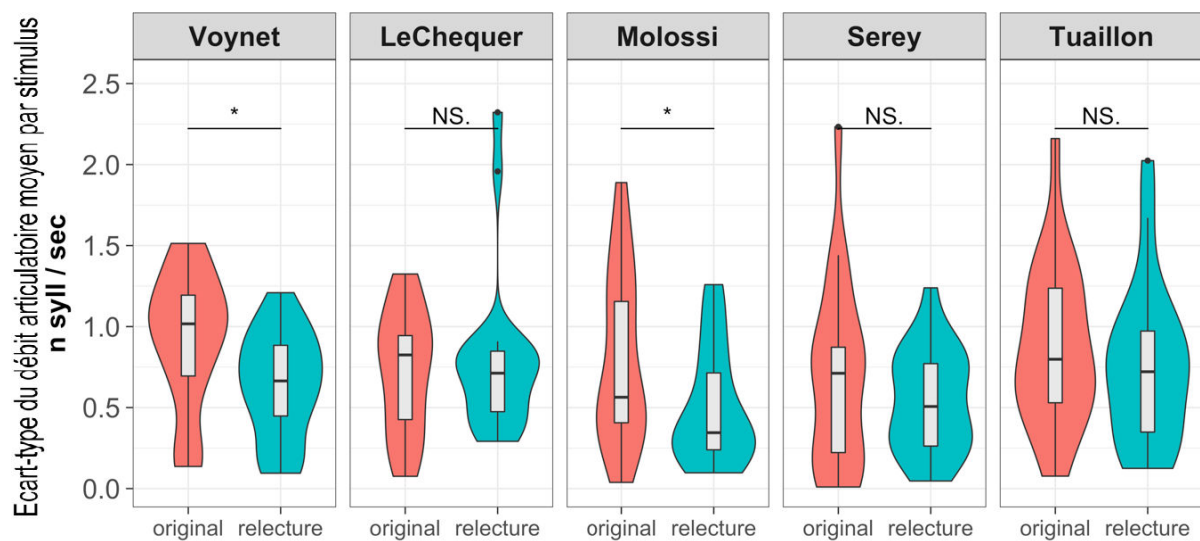 Ecart-type du débit articulatoire moyen par stimulus
n syll / sec
Voynet
LeChequer
Molossi
Serey
Tuaillon
2.5
2.0
1.5
1.0
0.5
0.0
*
NS.
*
NS.
NS.
original relecture
original relecture
original relecture
original relecture
original relecture